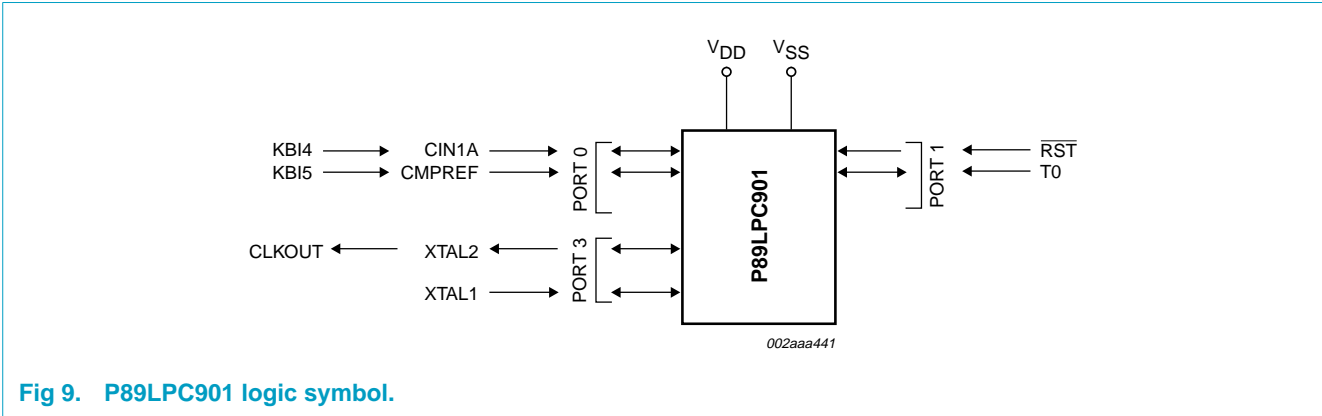 VDD VSS
KBI4 CIN1A PORT 0 P89LPC901 PORT 1 RST
KBI5 CMPREF T0
CLKOUT XTAL2 PORT 3
XTAL1
002aaa441
Fig 9. P89LPC901 logic symbol.